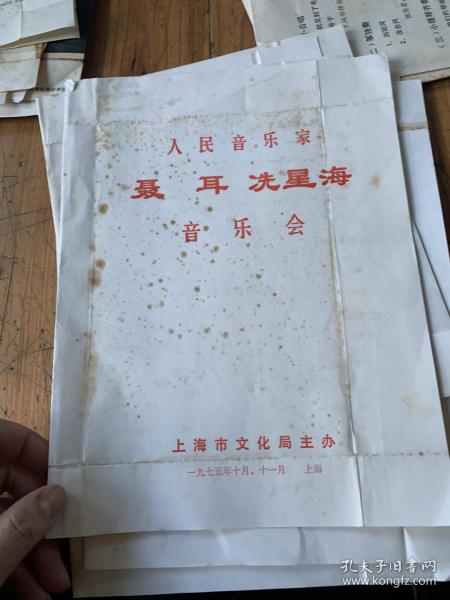 人民音乐家
聂耳 冼星海
音乐会
上海市文化局主办
一九七五年十月、十一月 上海
孔夫子旧书网
www.kongfz.com